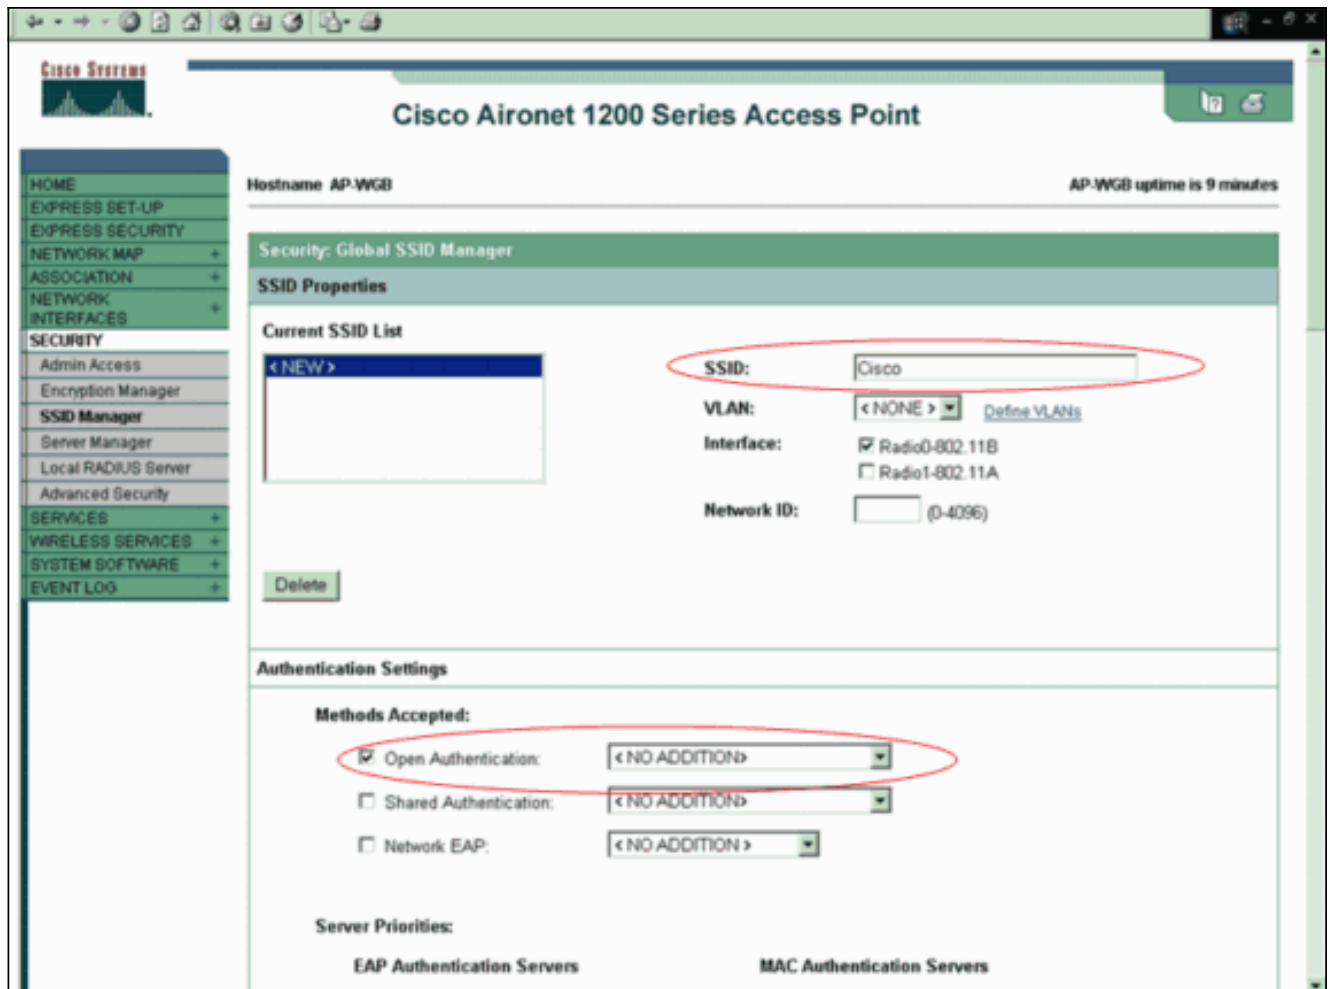 CISCO SYSTEMS
Cisco Aironet 1200 Series Access Point
Hostname AP-WGB
AP-WGB uptime is 9 minutes
HOME
EXPRESS SET-UP
EXPRESS SECURITY
NETWORK MAP +
ASSOCIATION +
NETWORK
INTERFACES +
SECURITY
Admin Access
Encryption Manager
SSID Manager
Server Manager
Local RADIUS Server
Advanced Security
SERVICES +
WIRELESS SERVICES +
SYSTEM SOFTWARE +
EVENT LOG +
Security: Global SSID Manager
SSID Properties
Current SSID List
< NEW >
Delete
SSID: Cisco
VLAN: < NONE > Define VLANs
Interface: Radio0-802.11B
Radio1-802.11A
Network ID: (0-4096)
Authentication Settings
Methods Accepted:
Open Authentication: < NO ADDITION>
Shared Authentication: < NO ADDITION>
Network EAP: < NO ADDITION >
Server Priorities:
EAP Authentication Servers
MAC Authentication Servers